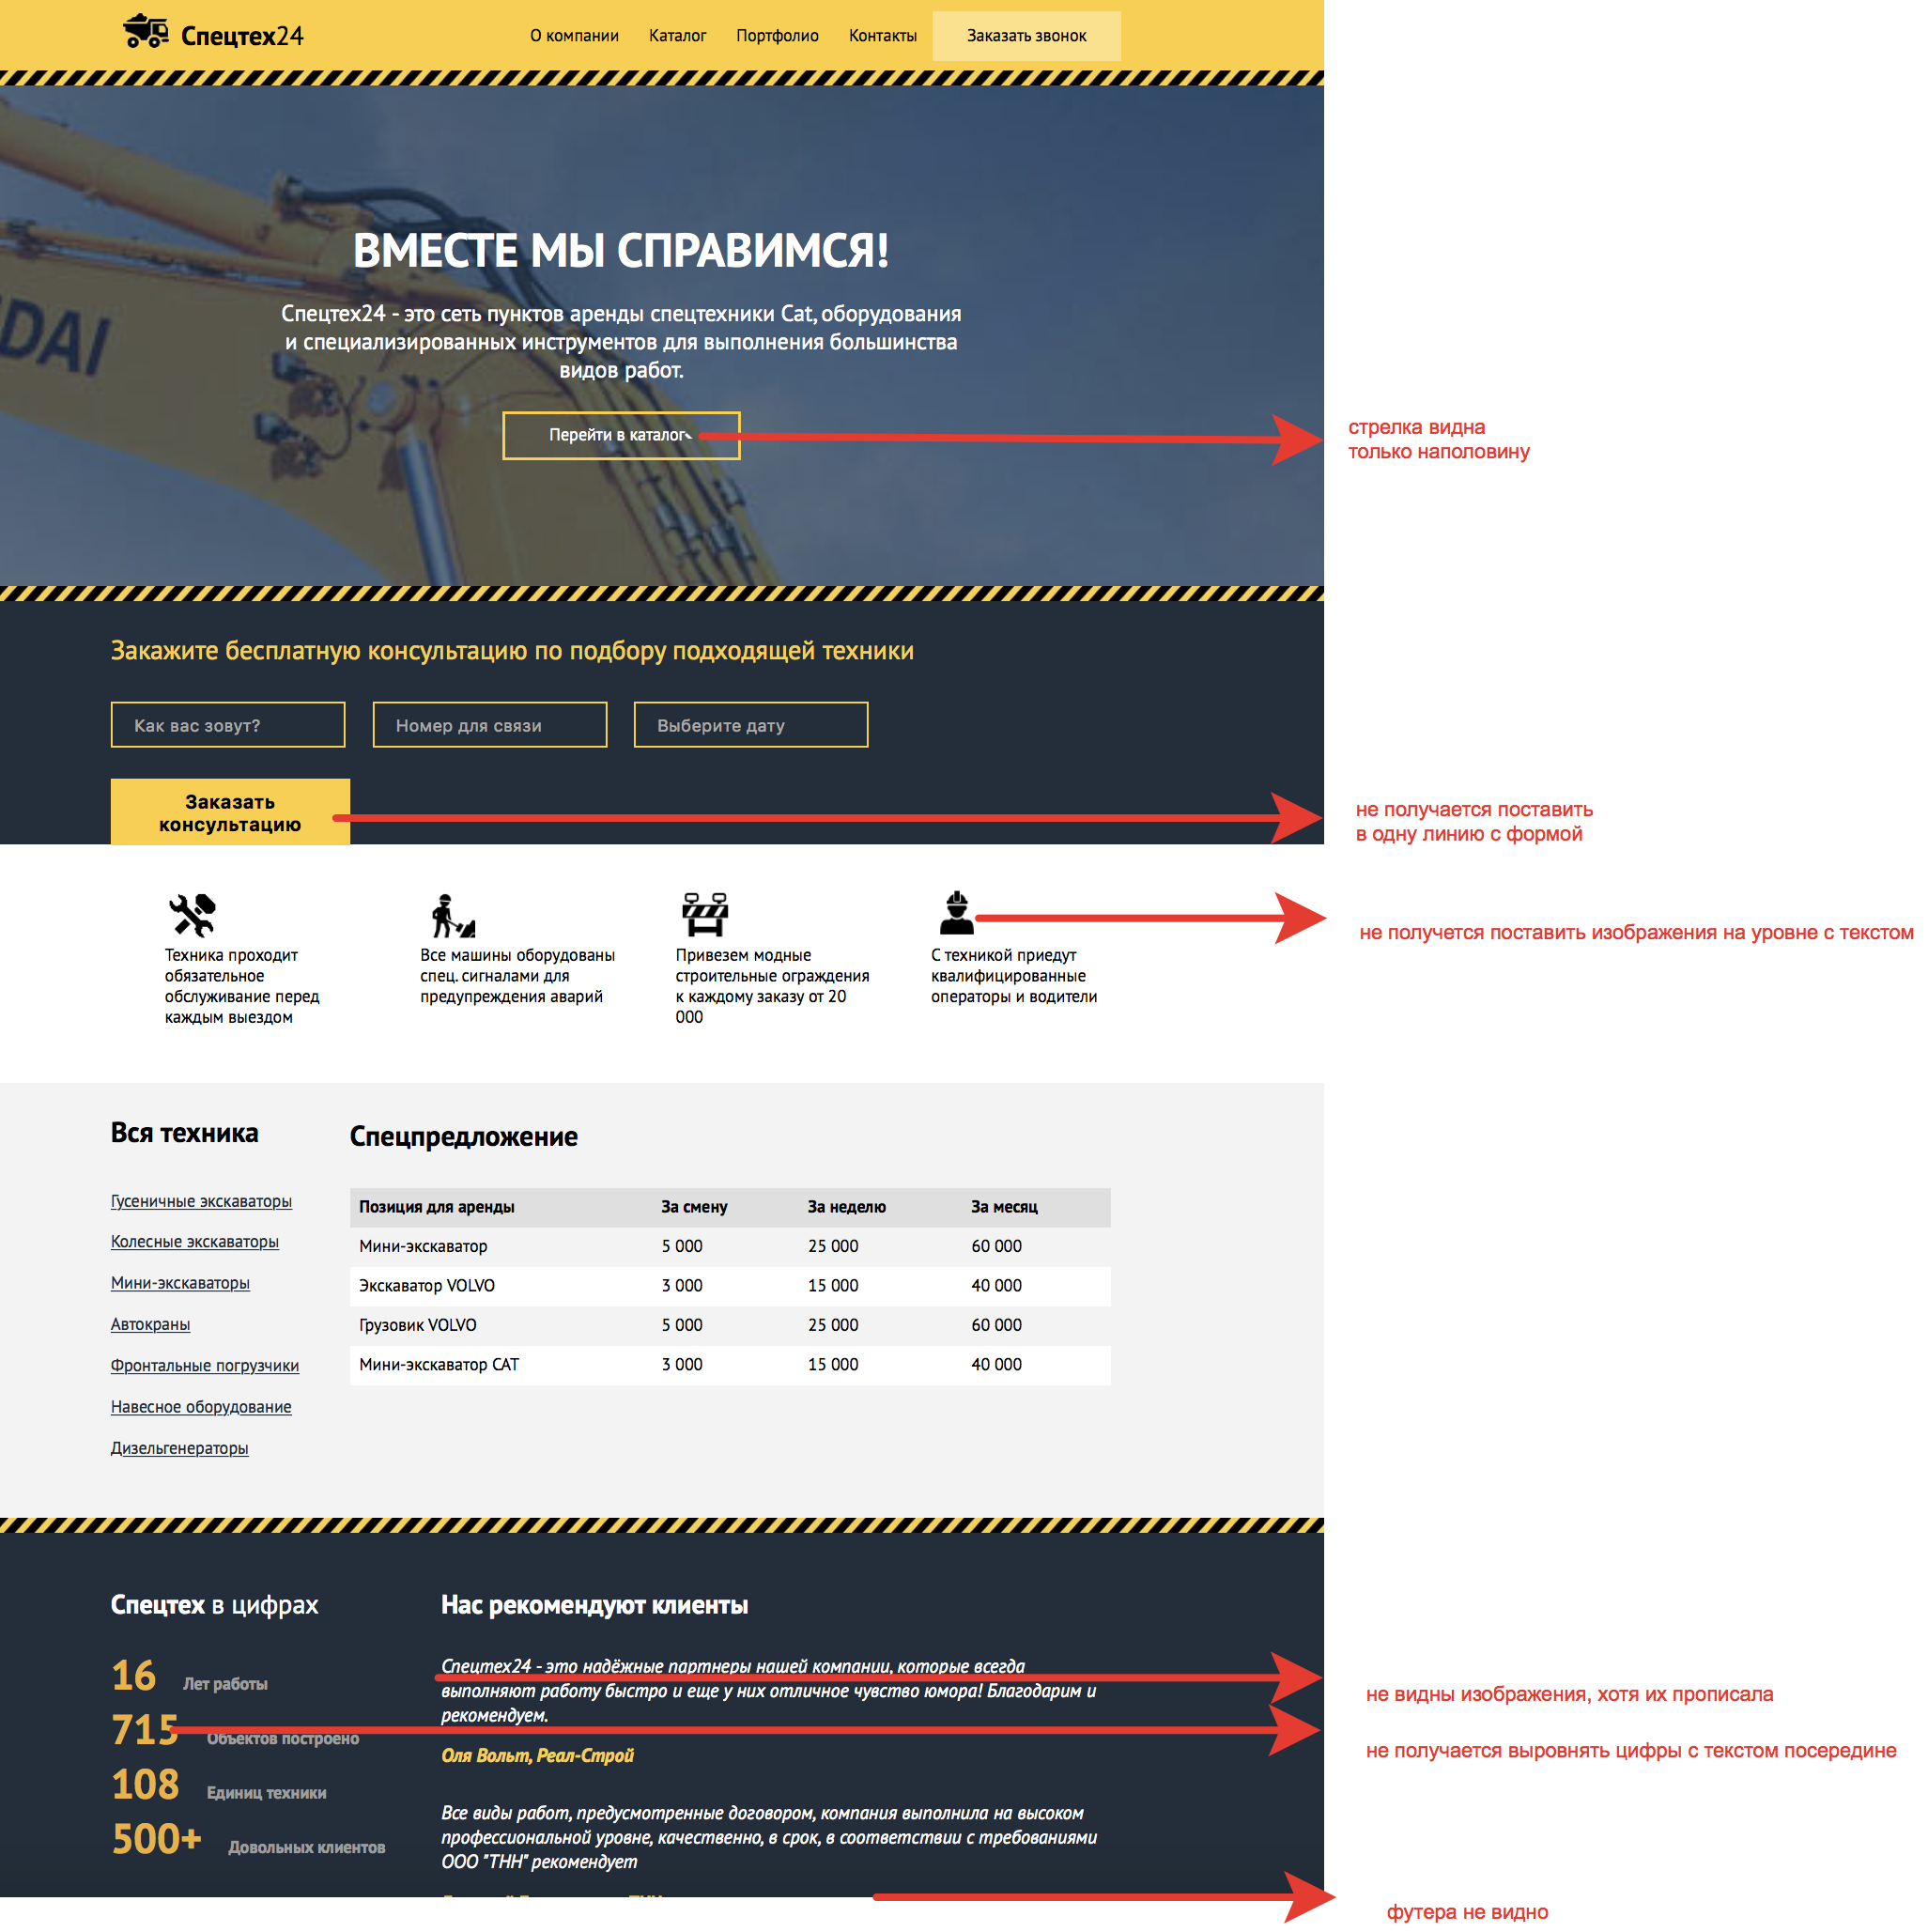 Спецтех24
О компании Каталог Портфолио Контакты Заказать звонок
DAI
ВМЕСТЕ МЫ СПРАВИМСЯ!
Спецтех24 - это сеть пунктов аренды спецтехники Cat, оборудования
и специализированных инструментов для выполнения большинства
видов работ.
Перейти в каталог
стрелка видна
только наполовину
Закажите бесплатную консультацию по подбору подходящей техники
Как вас зовут? Номер для связи Выберите дату
Заказать
консультацию
не получается поставить
в одну линию с формой
не получется поставить изображения на уровне с текстом
Техника проходит
обязательное
обслуживание перед
каждым выездом
Все машины оборудованы
спец. сигналами для
предупреждения аварий
Привезем модные
строительные ограждения
к каждому заказу от 20
000
С техникой приедут
квалифицированные
операторы и водители
Вся техника
Гусеничные экскаваторы
Колесные экскаваторы
Мини-экскаваторы
Автокраны
Фронтальные погрузчики
Навесное оборудование
Дизельгенераторы
Спецпредложение
Позиция для аренды За смену За неделю За месяц
Мини-экскаватор 5 000 25 000 60 000
Экскаватор VOLVO 3 000 15 000 40 000
Грузовик VOLVO 5 000 25 000 60 000
Мини-экскаватор CAT 3 000 15 000 40 000
Спецтех в цифрах
16 Лет работы
715 Объектов построено
108 Единиц техники
500+ Довольных клиентов
Нас рекомендуют клиенты
Спецтех24 - это надёжные партнеры нашей компании, которые всегда
выполняют работу быстро и еще у них отличное чувство юмора! Благодарим и
рекомендуем.
Оля Вольт, Реал-Строй
Все виды работ, предусмотренные договором, компания выполнила на высоком
профессиональной уровне, качественно, в срок, в соответствии с требованиями
ООО "ТНН" рекомендует
не видны изображения, хотя их прописала
не получается выровнять цифры с текстом посередине
футера не видно